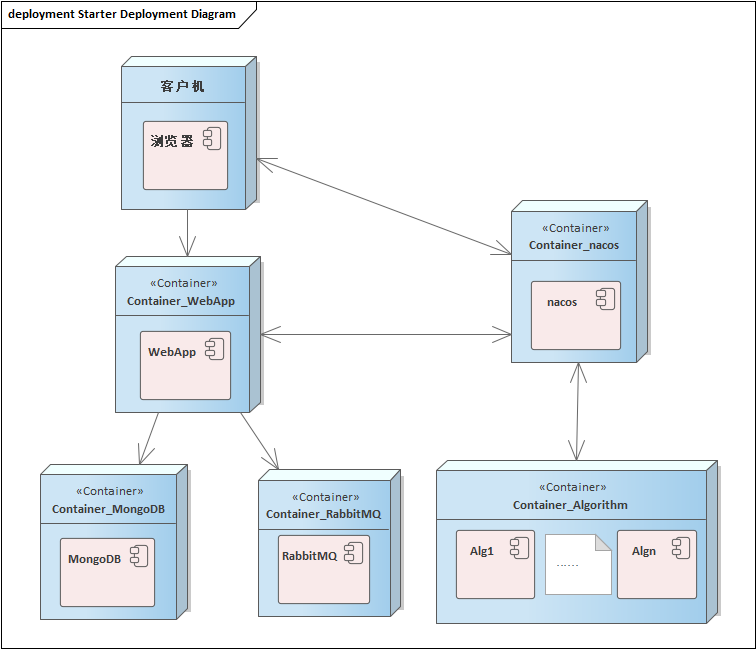 deployment Starter Deployment Diagram
客户机
浏览器
«Container»
Container_nacos
nacos
«Container»
Container_WebApp
WebApp
«Container»
Container_MongoDB
MongoDB
«Container»
Container_RabbitMQ
RabbitMQ
«Container»
Container_Algorithm
Alg1
......
Algn